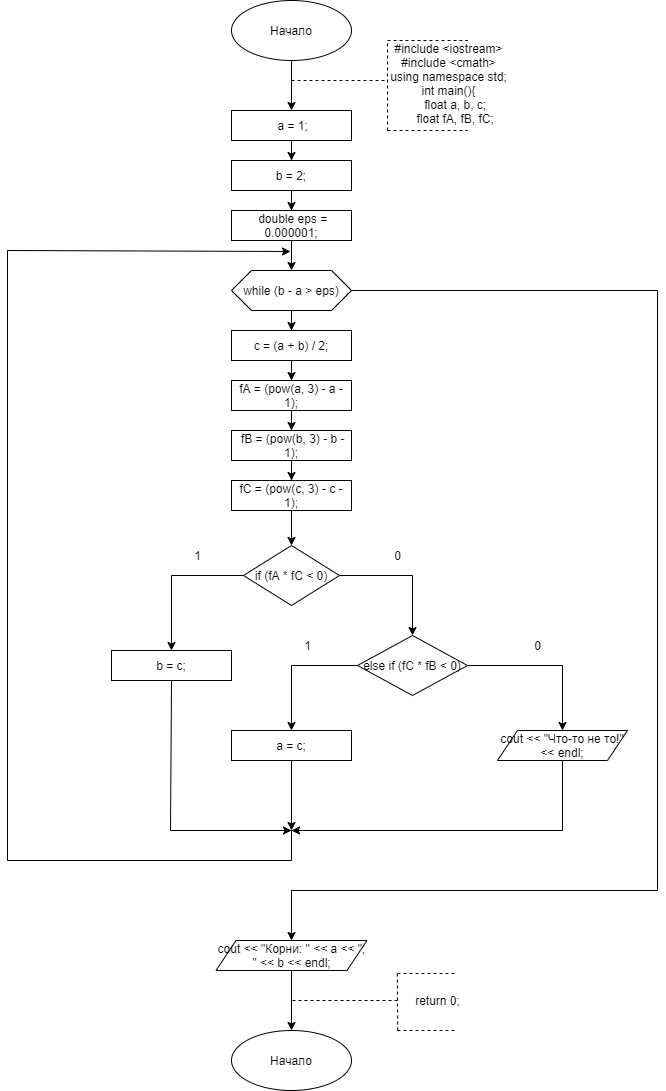 Начало
#include <iostream>
#include <cmath>
using namespace std;
int main(){
float a, b, c;
float fA, fB, fC;
a = 1;
b = 2;
double eps =
0.000001;
while (b - a > eps)
c = (a + b) / 2;
fA = (pow(a, 3) - a -
1);
fB = (pow(b, 3) - b -
1);
fC = (pow(c, 3) - c -
1);
1
0
if (fA * fC < 0)
1
0
b = c;
else if (fC * fB < 0)
a = c;
cout << "Что-то не то!"
<< endl;
cout << "Корни: " << a << ",
" << b << endl;
return 0;
Начало